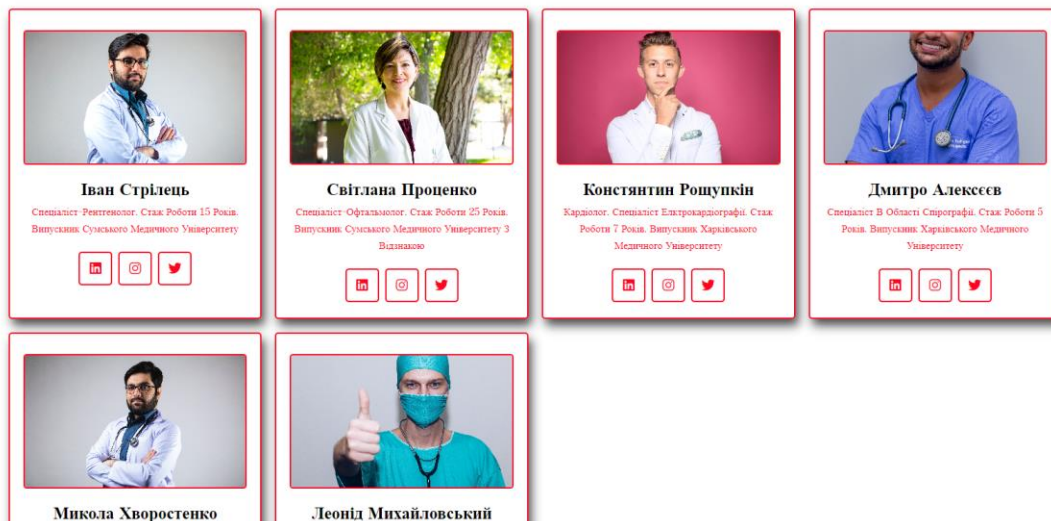 Іван Стрілець
Спеціаліст-Рентгенолог. Стаж Роботи 15 Років.
Випускник Сумського Медичного Університету
Світлана Проценко
Спеціаліст-Офтальмолог. Стаж Роботи 25 Років.
Випускник Сумського Медичного Університету З
Відзнакою
Констянтин Рощупкін
Кардіолог. Спеціаліст Елктрокардіографії. Стаж
Роботи 7 Років. Випускник Харківського
Медичного Університету
Дмитро Алексєєв
Спеціаліст В Області Спірографії. Стаж Роботи 5
Років. Випускник Харківського Медичного
Університету
Микола Хворостенко
Леонід Михайловський